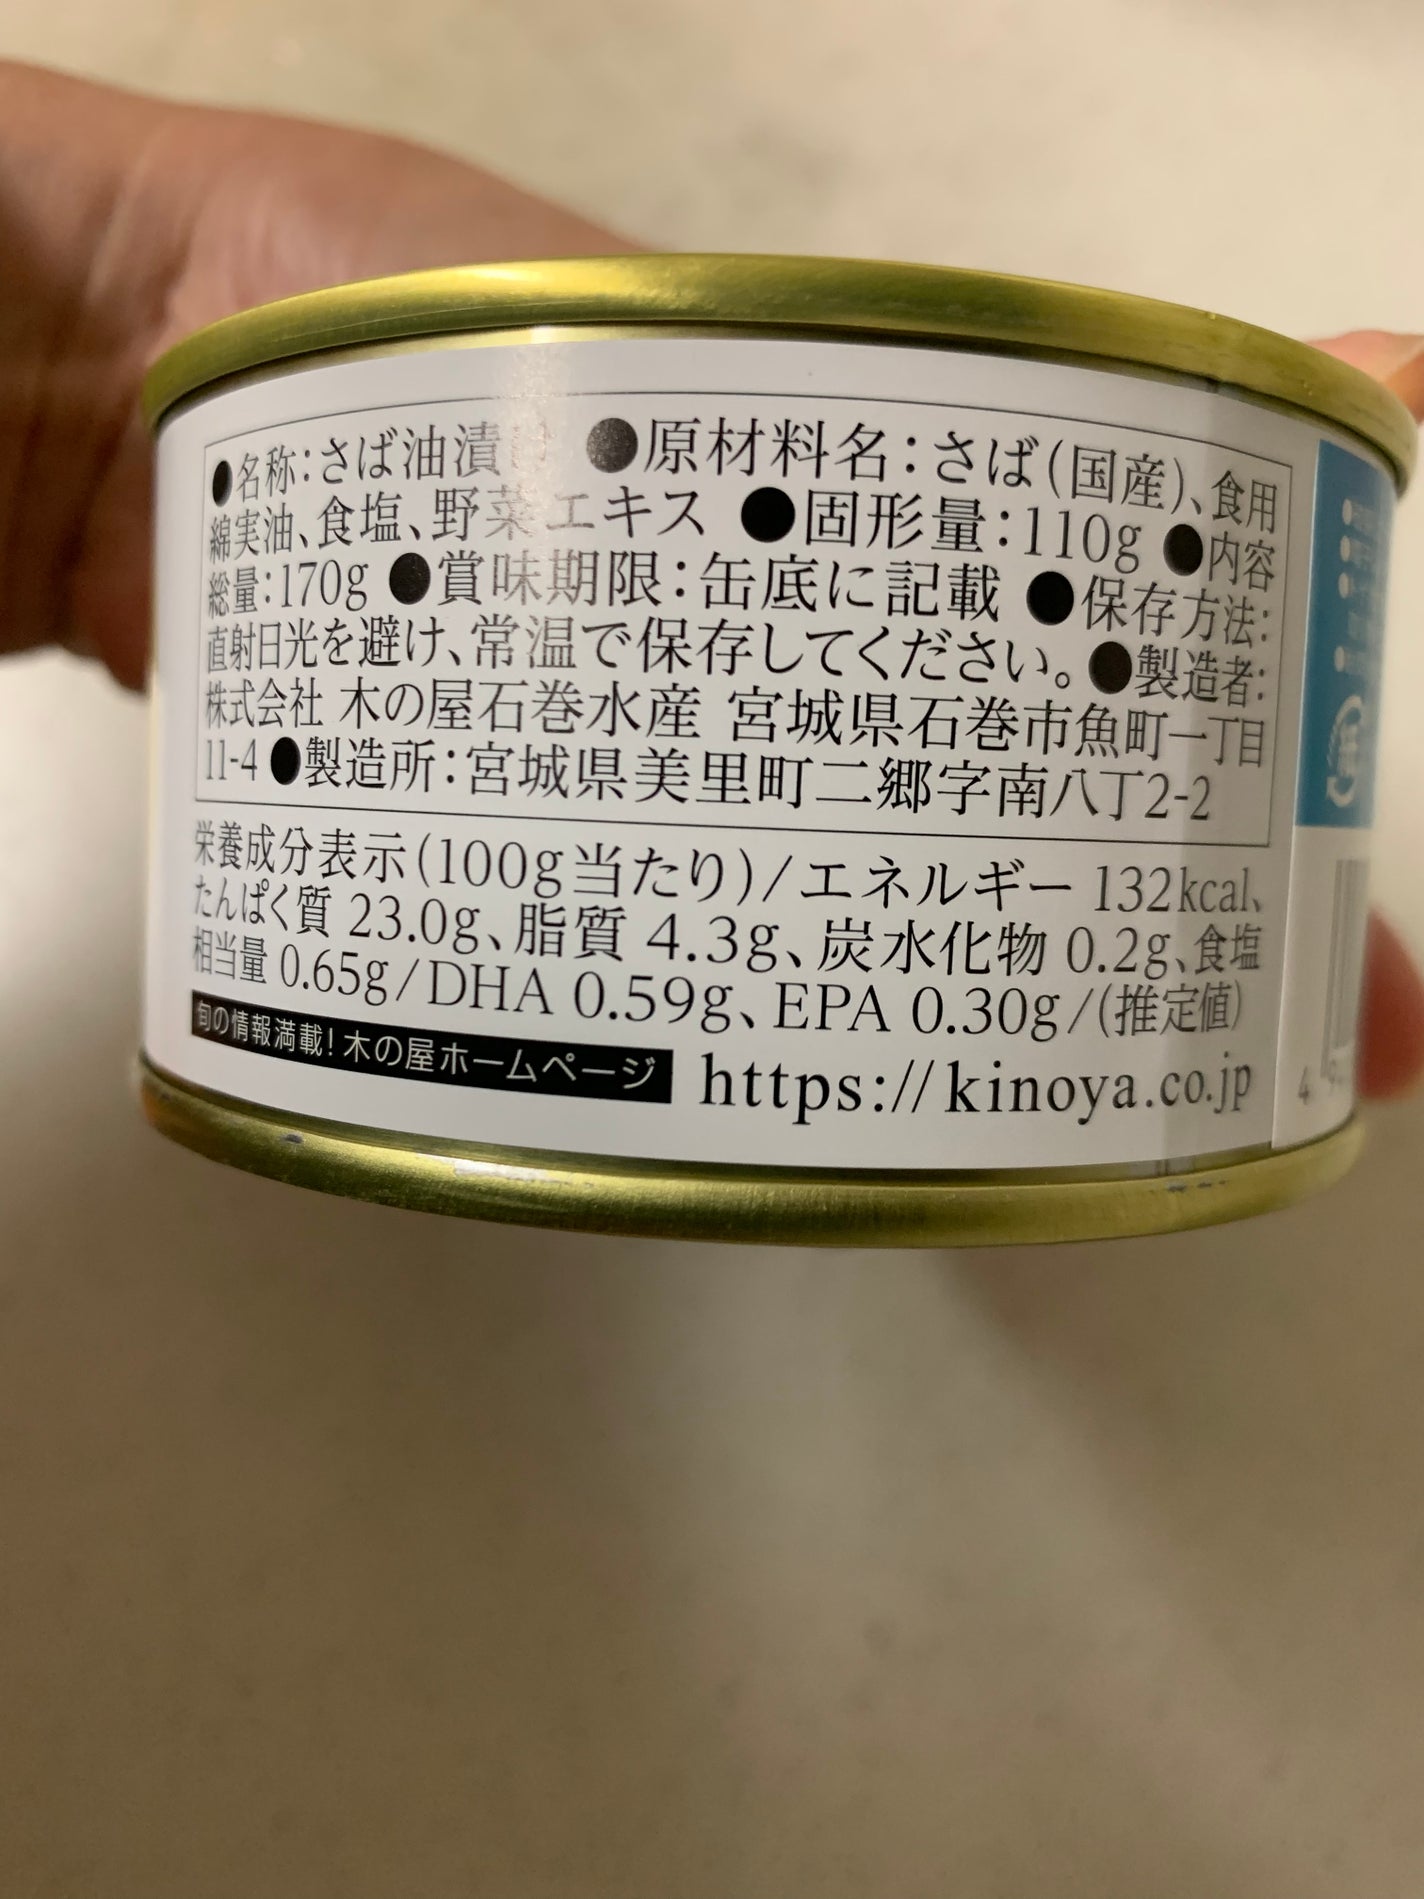 ●名称：さば油漬け ●原材料名：さば（国産）、食用
綿実油、食塩、野菜エキス ●固形量：110g ●内容
総量：170g ●賞味期限：缶底に記載 ●保存方法：
直射日光を避け、常温で保存してください。 ●製造者：
株式会社 木の屋石巻水産 宮城県石巻市魚町一丁目
11-4 ●製造所：宮城県美里町二郷字南八丁2-2
栄養成分表示（100g当たり）/エネルギー 132kcal、
たんぱく質 23.0g、脂質 4.3g、炭水化物 0.2g、食塩
相当量 0.65g/DHA 0.59g、EPA 0.30g/（推定値）
旬の情報満載！木の屋ホームページ https://kinoya.co.jp
4 9